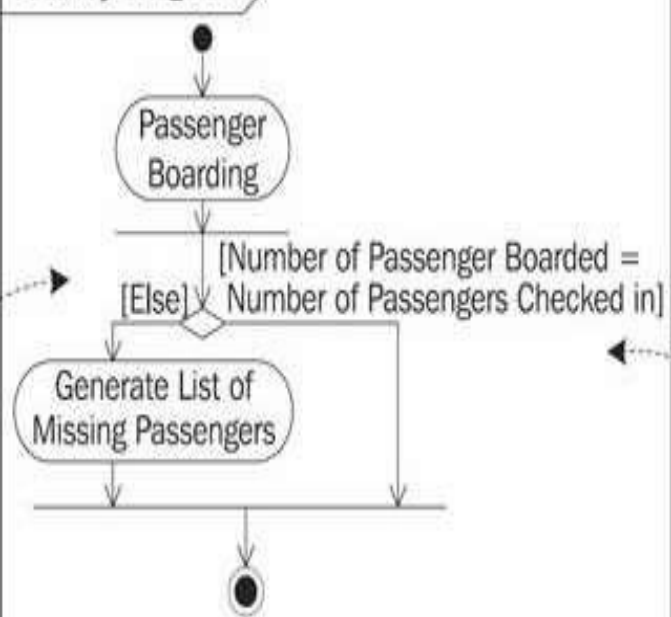 Passenger
Boarding
[Number of Passenger Boarded =
[Else] Number of Passengers Checked in]
Generate List of
Missing Passengers